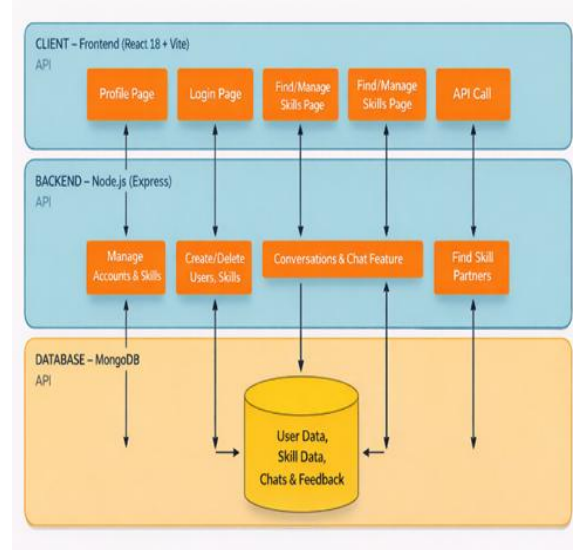 CLIENT – Frontend (React 18 + Vite)
API
Profile Page
Login Page
Find/Manage
Skills Page
Find/Manage
Skills Page
API Call
BACKEND – Node.js (Express)
API
Manage
Accounts & Skills
Create/Delete
Users, Skills
Conversations & Chat Feature
Find Skill
Partners
DATABASE – MongoDB
API
User Data,
Skill Data,
Chats & Feedback